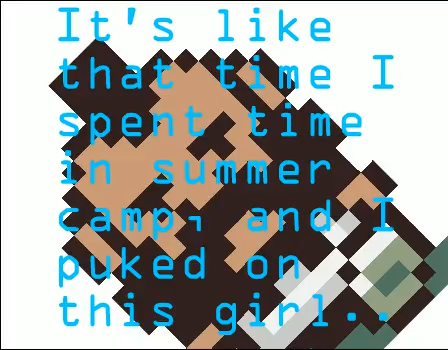 It's like
that time I
spent time
in summer
camp, and I
puked on
this girl..